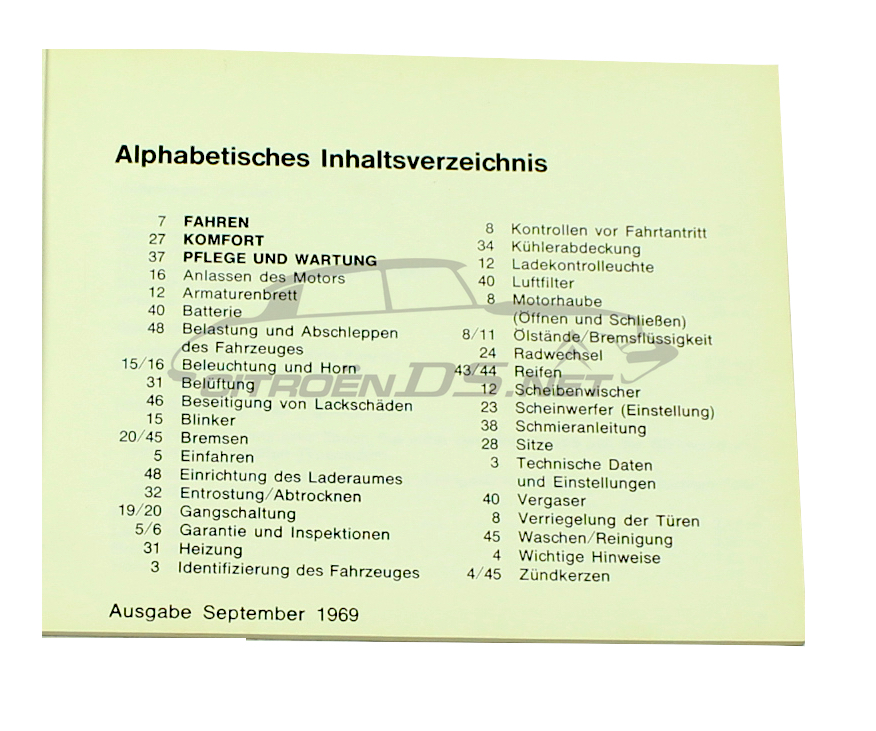 Alphabetisches Inhaltsverzeichnis
7 FAHREN
27 KOMFORT
37 PFLEGE UND WARTUNG
16 Anlassen des Motors
12 Armaturenbrett
40 Batterie
48 Belastung und Abschleppen
des Fahrzeuges
15/16 Beleuchtung und Horn
31 Belüftung
46 Beseitigung von Lackschäden
15 Blinker
20/45 Bremsen
5 Einfahren
48 Einrichtung des Laderaumes
32 Entrostung/Abtrocknen
19/20 Gangschaltung
5/6 Garantie und Inspektionen
31 Heizung
3 Identifizierung des Fahrzeuges
8 Kontrollen vor Fahrtantritt
34 Kühlerabdeckung
12 Ladekontrolleuchte
40 Luftfilter
8 Motorhaube
(Öffnen und Schließen)
8/11 Ölstände/Bremsflüssigkeit
24 Radwechsel
43/44 Reifen
12 Scheibenwischer
23 Scheinwerfer (Einstellung)
38 Schmieranleitung
28 Sitze
3 Technische Daten
und Einstellungen
40 Vergaser
8 Verriegelung der Türen
45 Waschen/Reinigung
4 Wichtige Hinweise
4/45 Zündkerzen
Ausgabe September 1969
CITROËNDS.NET